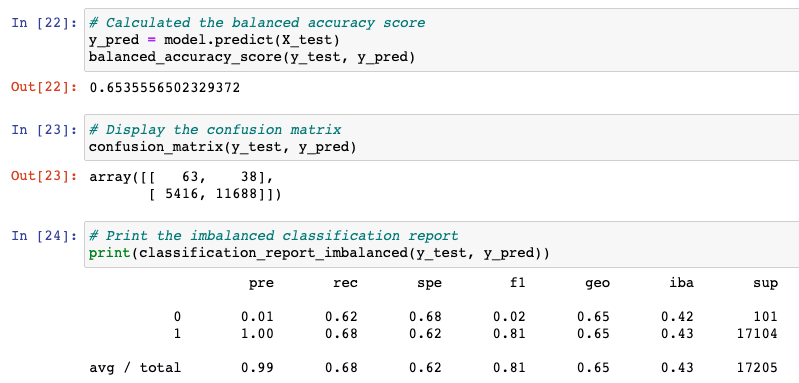 In [22]: # Calculated the balanced accuracy score
y_pred = model.predict(X_test)
balanced_accuracy_score(y_test, y_pred)
Out[22]: 0.6535556502329372
In [23]: # Display the confusion matrix
confusion_matrix(y_test, y_pred)
Out[23]: array([[   63,    38],
       [ 5416, 11688]])
In [24]: # Print the imbalanced classification report
print(classification_report_imbalanced(y_test, y_pred))
pre rec spe f1 geo iba sup
0 0.01 0.62 0.68 0.02 0.65 0.42 101
1 1.00 0.68 0.62 0.81 0.65 0.43 17104
avg / total 0.99 0.68 0.62 0.81 0.65 0.43 17205